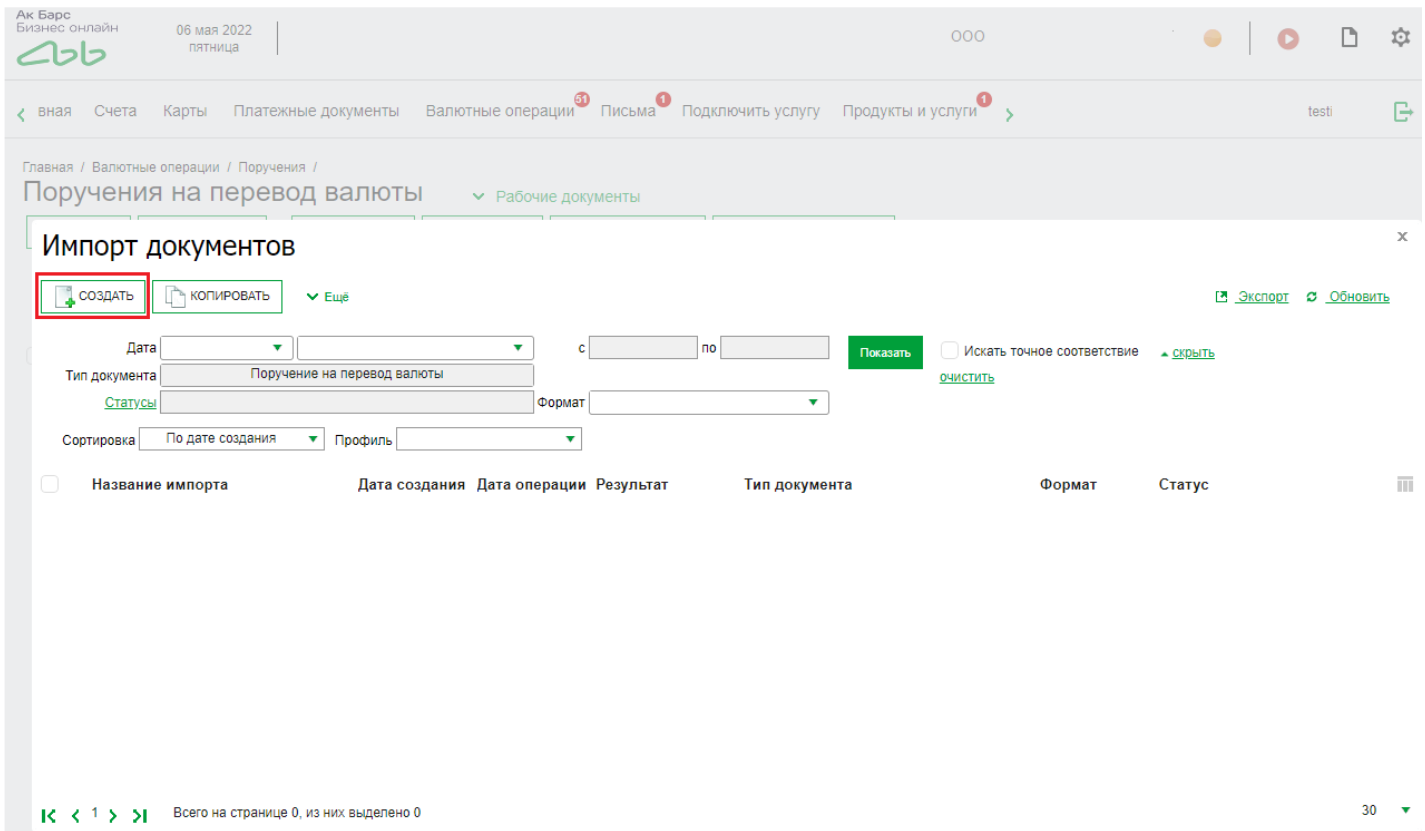 Ак Барс
Бизнес онлайн
06 мая 2022
пятница
ООО
вная Счета Карты Платежные документы Валютные операции 51 Письма 1 Подключить услугу Продукты и услуги 1 testi
Главная / Валютные операции / Поручения /
Поручения на перевод валюты Рабочие документы
Импорт документов x
СОЗДАТЬ КОПИРОВАТЬ Ещё Экспорт Обновить
Дата с по Показать Искать точное соответствие скрыть
Тип документа Поручение на перевод валюты очистить
Статусы Формат
Сортировка По дате создания Профиль
Название импорта Дата создания Дата операции Результат Тип документа Формат Статус
1 Всего на странице 0, из них выделено 0 30